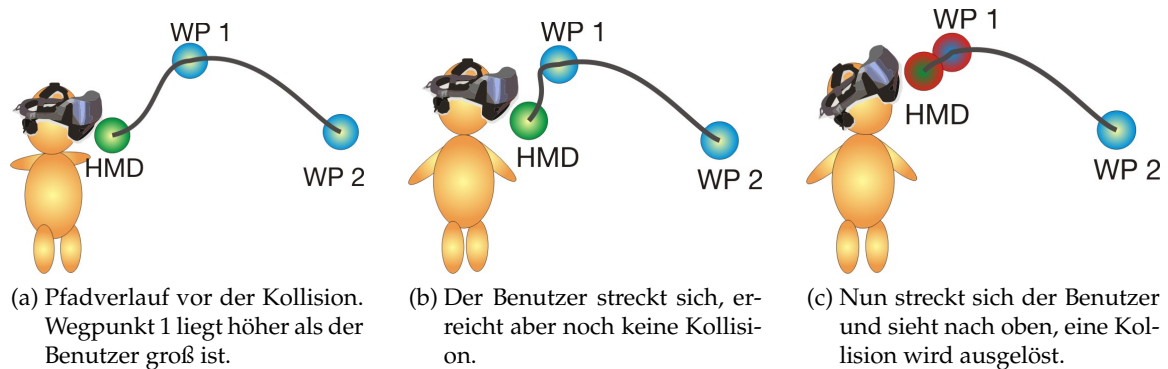 WP 1
HMD
WP 2
(a) Pfadverlauf vor der Kollision.
Wegpunkt 1 liegt höher als der
Benutzer groß ist.
WP 1
HMD
WP 2
(b) Der Benutzer streckt sich, er-
reicht aber noch keine Kollisi-
on.
WP 1
HMD
WP 2
(c) Nun streckt sich der Benutzer
und sieht nach oben, eine Kol-
lision wird ausgelöst.